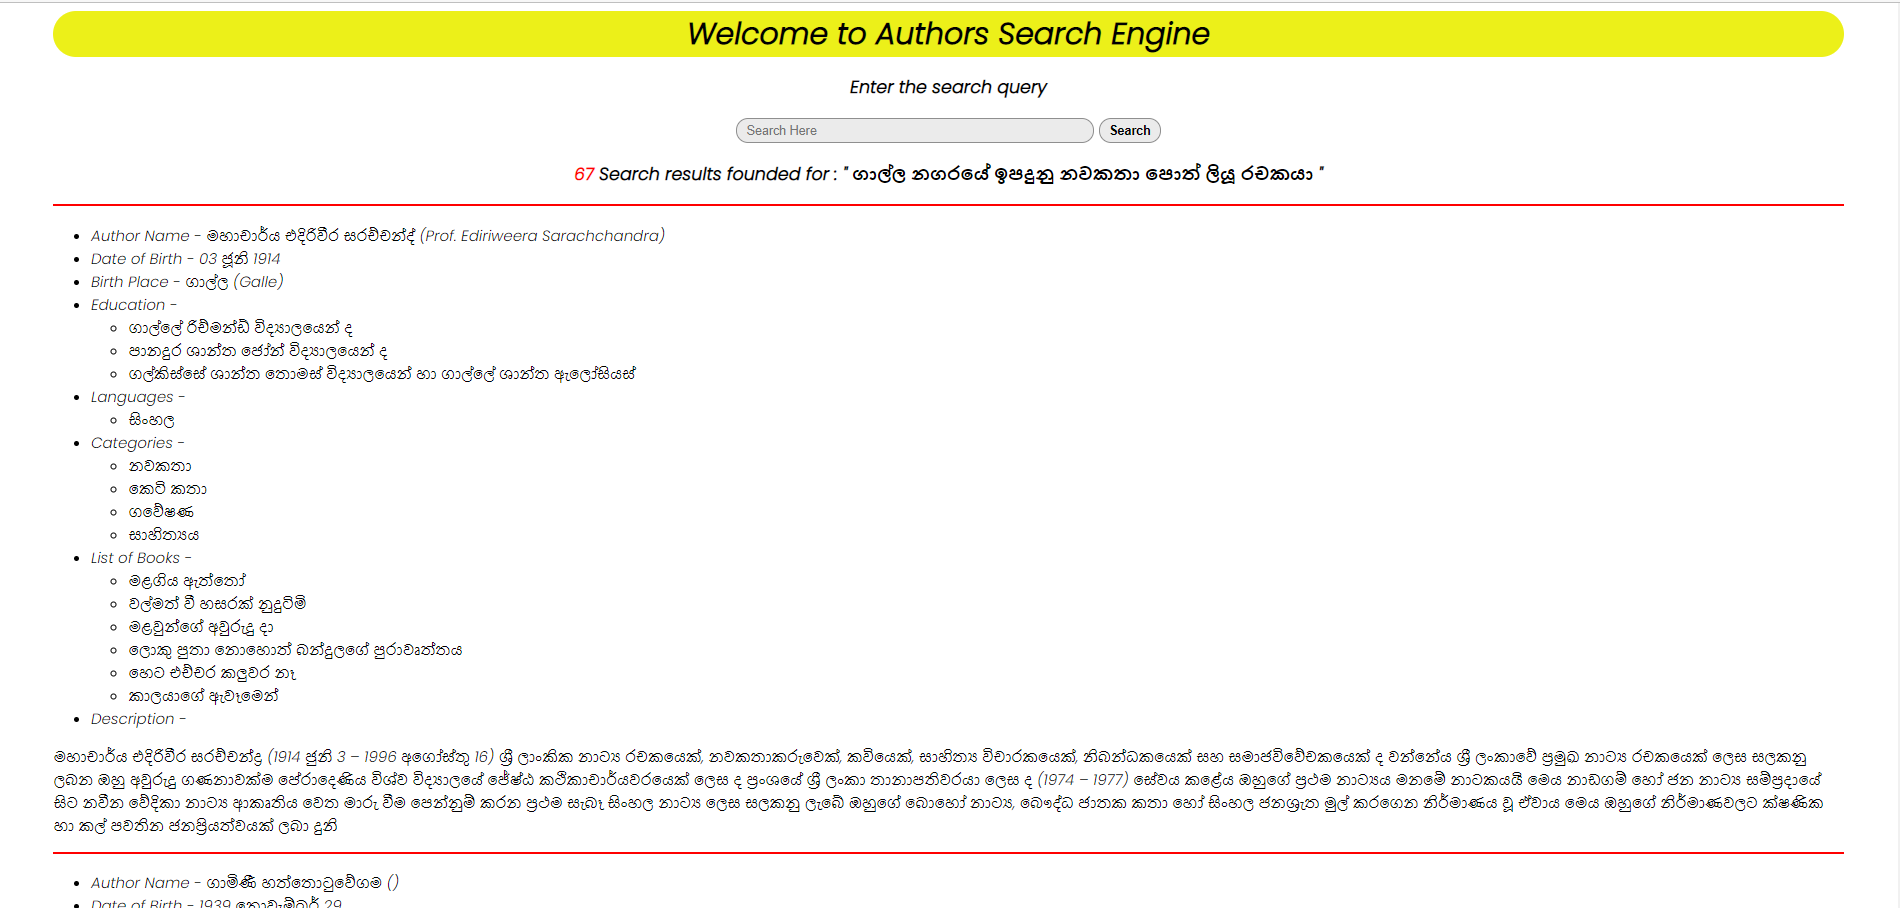 Welcome to Authors Search Engine
Enter the search query
Search Here Search
67 Search results founded for : " ගාල්ල නගරයේ ඉපදුනු නවකතා පොත් ලියූ රචකයා "
Author Name - මහාචාර්ය එදිරිවීර සරච්චන්ද් (Prof. Ediriweera Sarachchandra)
Date of Birth - 03 ජූනි 1914
Birth Place - ගාල්ල (Galle)
Education -
ගාල්ලේ රිච්මන්ඩ් විද්‍යාලයෙන් ද
පානදුර ශාන්ත ජෝන් විද්‍යාලයෙන් ද
ගල්කිස්සේ ශාන්ත තොමස් විද්‍යාලයෙන් හා ගාල්ලේ ශාන්ත ඇලෝසියස්
Languages -
සිංහල
Categories -
නවකතා
කෙටි කතා
ගවේෂණ
සාහිත්‍යය
List of Books -
මළගිය ඇත්තෝ
වල්මත් වී හසරක් නුදුටිමි
මළවුන්ගේ අවුරුදු දා
ලොකු පුතා නොහොත් බන්දුලගේ පුරාවෘත්තය
හෙට එච්චර කලුවර නෑ
කාලයාගේ ඇවෑමෙන්
Description -
මහාචාර්ය එදිරිවීර සරච්චන්ද්‍ර (1914 ජුනි 3 – 1996 අගෝස්තු 16) ශ්‍රී ලාංකික නාට්‍ය රචකයෙක්, නවකතාකරුවෙක්, කවියෙක්, සාහිත්‍ය විචාරකයෙක්, නිබන්ධකයෙක් සහ සමාජවිවේචකයෙක් ද වන්නේය ශ්‍රී ලංකාවේ ප්‍රමුඛ නාට්‍ය රචකයෙක් ලෙස සලකනු
ලබන ඔහු අවුරුදු ගණනාවක්ම පේරාදෙණිය විශ්ව විද්‍යාලයේ ජේෂ්ඨ කථිකාචාර්යවරයෙක් ලෙස ද ප්‍රංශයේ ශ්‍රී ලංකා තානාපතිවරයා ලෙස ද (1974 – 1977) සේවය කළේය ඔහුගේ ප්‍රථම නාට්‍යය මනමේ නාටකයයි මෙය නාඩගම් හෝ ජන නාට්‍ය සම්ප්‍රදායේ
සිට නවීන වේදිකා නාට්‍ය ආකෘතිය වෙත මාරු වීම පෙන්නුම් කරන ප්‍රථම සැබෑ සිංහල නාට්‍ය ලෙස සලකනු ලැබේ ඔහුගේ බොහෝ නාට්‍ය, බෞද්ධ ජාතක කතා හෝ සිංහල ජනශ්‍රැත මුල් කරගෙන නිර්මාණය වූ ඒවාය මෙය ඔහුගේ නිර්මාණවලට ක්ෂණික
හා කල් පවතින ජනප්‍රියත්වයක් ලබා දුනි
Author Name - ගාමිණී හත්තොටුවේගම ()
Date of Birth - 1939 නොවැම්බර් 29